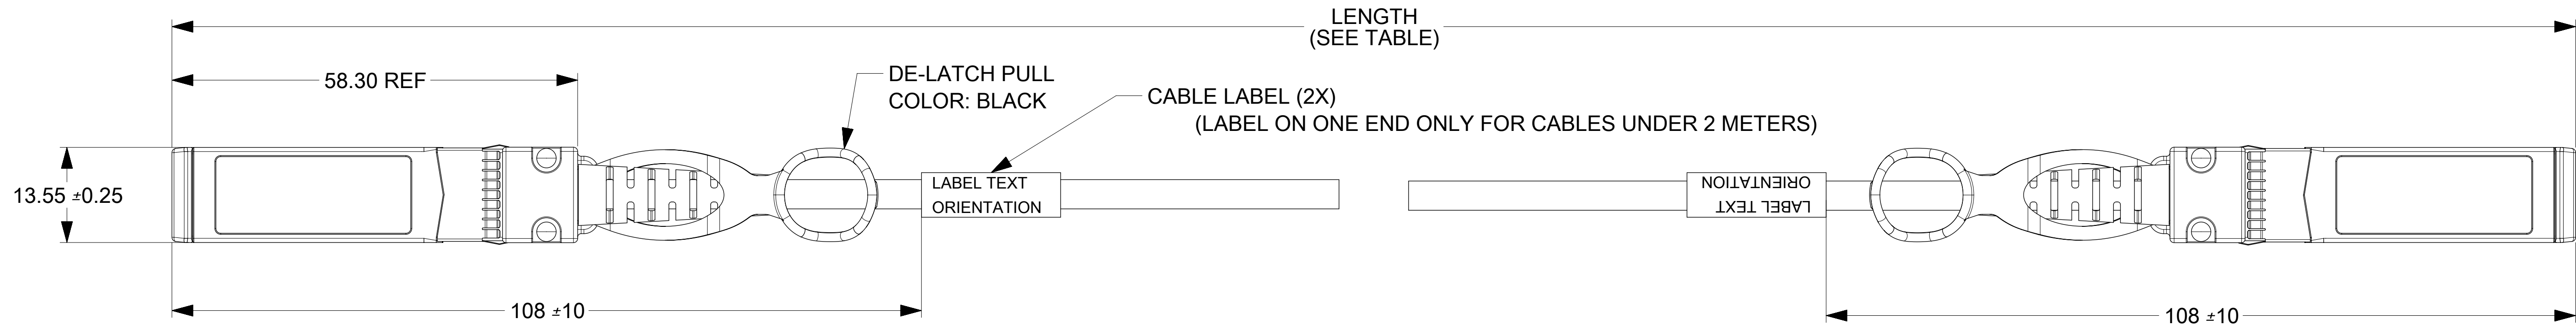 LENGTH
(SEE TABLE)
58.30 REF
DE-LATCH PULL
COLOR: BLACK
CABLE LABEL (2X)
(LABEL ON ONE END ONLY FOR CABLES UNDER 2 METERS)
13.55 ±0.25
LABEL TEXT
ORIENTATION
LABEL TEXT
ORIENTATION
108 ±10
108 ±10